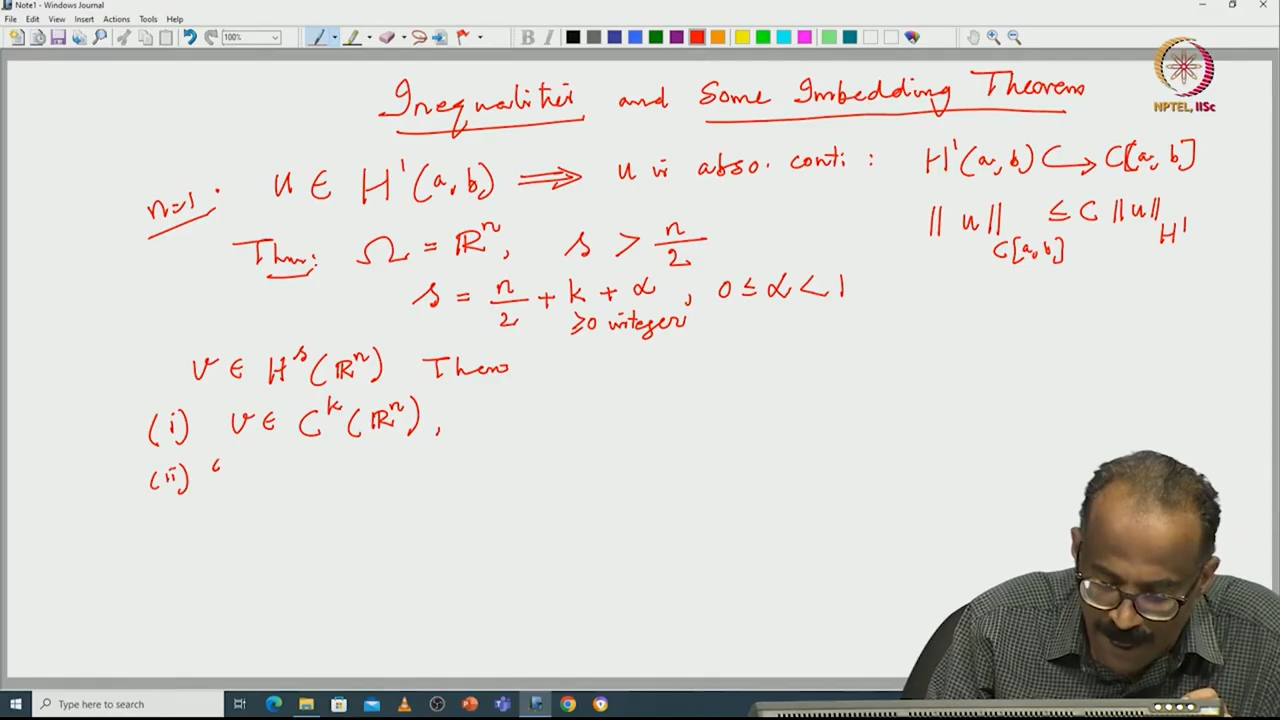 Note1 - Windows Journal
File Edit View Insert Actions Tools Help
100%
B I
NPTEL, IISc
Inequalities and Some Imbedding Theorems
n=1: u ∈ H¹(a, b) ⟹ u is abso. conti : H¹(a, b) ↪ C[a, b]
‖u‖_{C[a, b]} ≤ C ‖u‖_{H¹}
Thm: Ω = ℝⁿ, s > n/2
s = n/2 + k + α, 0 ≤ α < 1
≥0 integer
v ∈ Hˢ(ℝⁿ) Then
(i) v ∈ Cᵏ(ℝⁿ),
(ii)
Type here to search